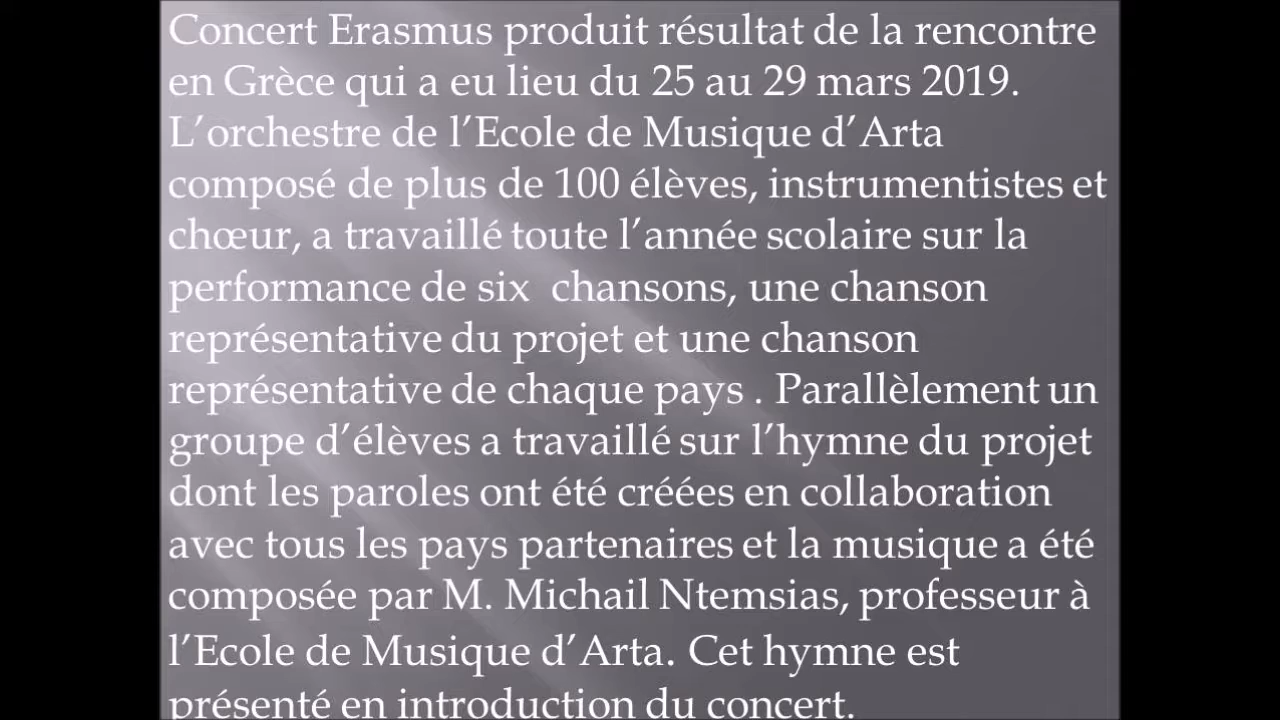 Concert Erasmus produit résultat de la rencontre
en Grèce qui a eu lieu du 25 au 29 mars 2019.
L’orchestre de l’Ecole de Musique d’Arta
composé de plus de 100 élèves, instrumentistes et
chœur, a travaillé toute l’année scolaire sur la
performance de six  chansons, une chanson
représentative du projet et une chanson
représentative de chaque pays . Parallèlement un
groupe d’élèves a travaillé sur l’hymne du projet
dont les paroles ont été créées en collaboration
avec tous les pays partenaires et la musique a été
composée par M. Michail Ntemsias, professeur à
l’Ecole de Musique d’Arta. Cet hymne est
présenté en introduction du concert.